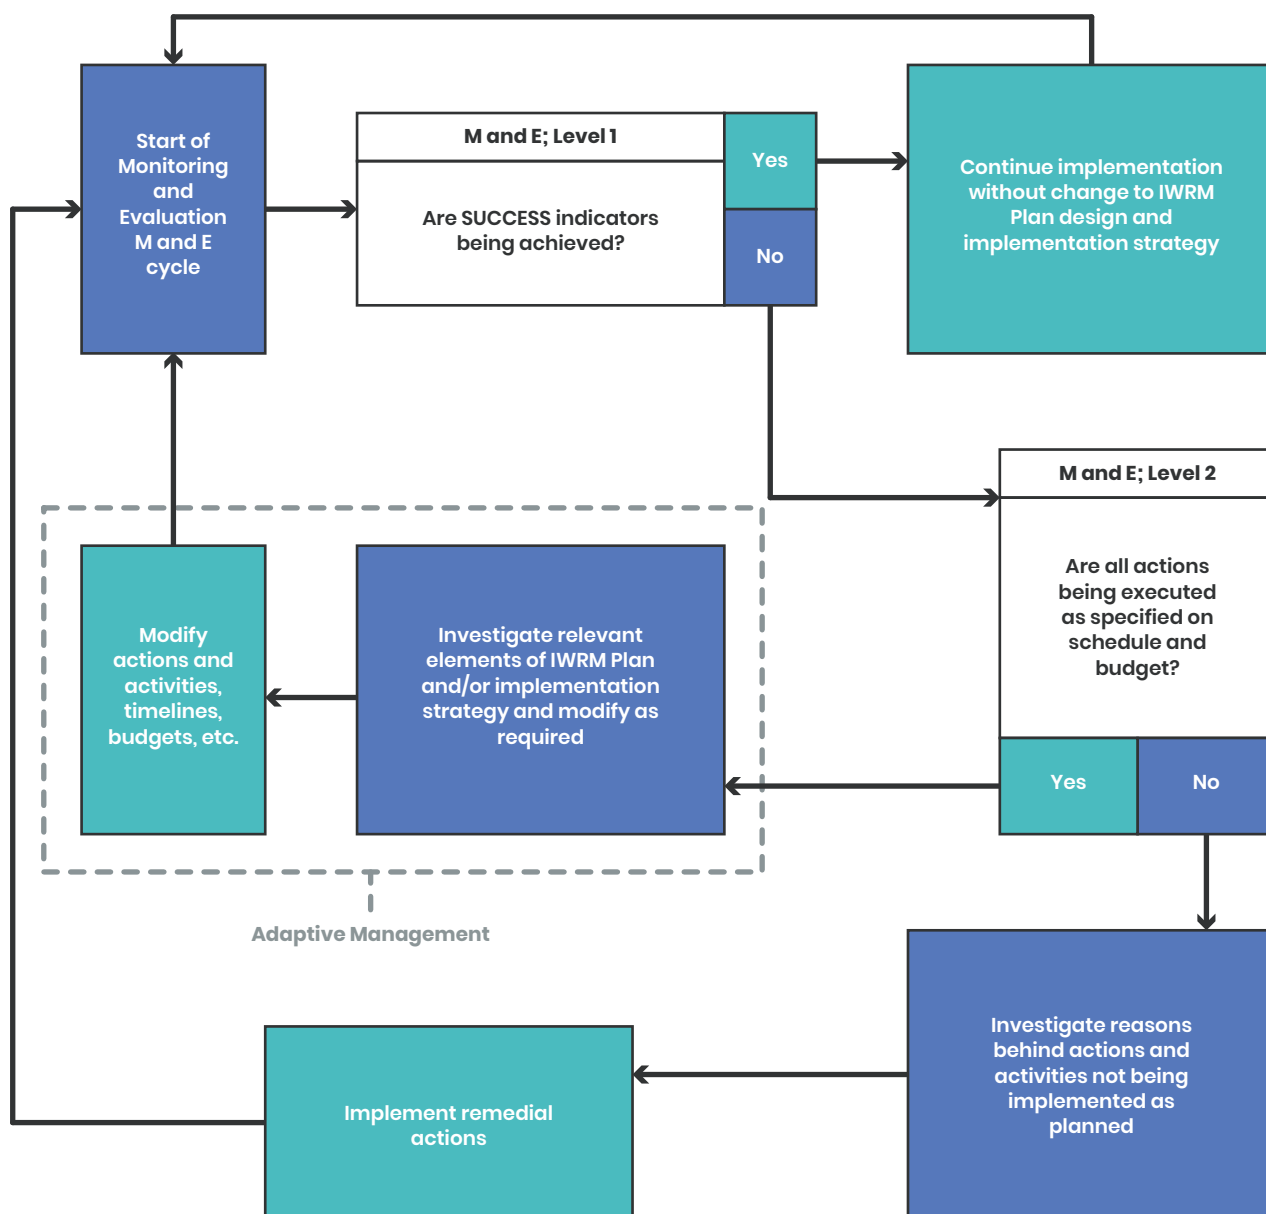 Start of
Monitoring
and
Evaluation
M and E
cycle
M and E; Level 1
Are SUCCESS indicators
being achieved?
Yes
No
Continue implementation
without change to IWRM
Plan design and
implementation strategy
M and E; Level 2
Are all actions
being executed
as specified on
schedule and
budget?
Yes
No
Modify
actions and
activities,
timelines,
budgets, etc.
Investigate relevant
elements of IWRM Plan
and/or implementation
strategy and modify as
required
Adaptive Management
Investigate reasons
behind actions and
activities not being
implemented as
planned
Implement remedial
actions